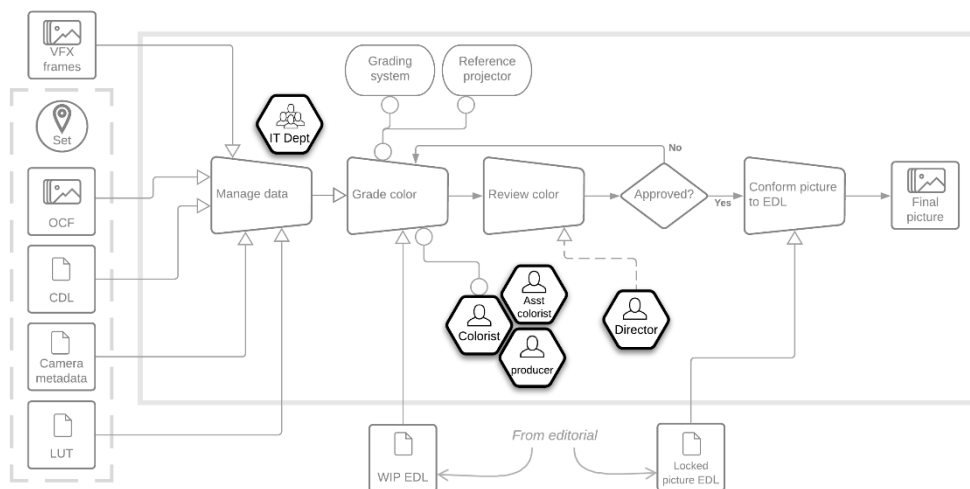 VFX
frames
Set
OCF
CDL
Camera
metadata
LUT
IT Dept
Manage data
Grading
system
Reference
projector
Grade color
Review color
No
Approved?
Yes
Conform picture
to EDL
Final
picture
Colorist
Asst
colorist
producer
Director
WIP EDL
From editorial
Locked
picture EDL